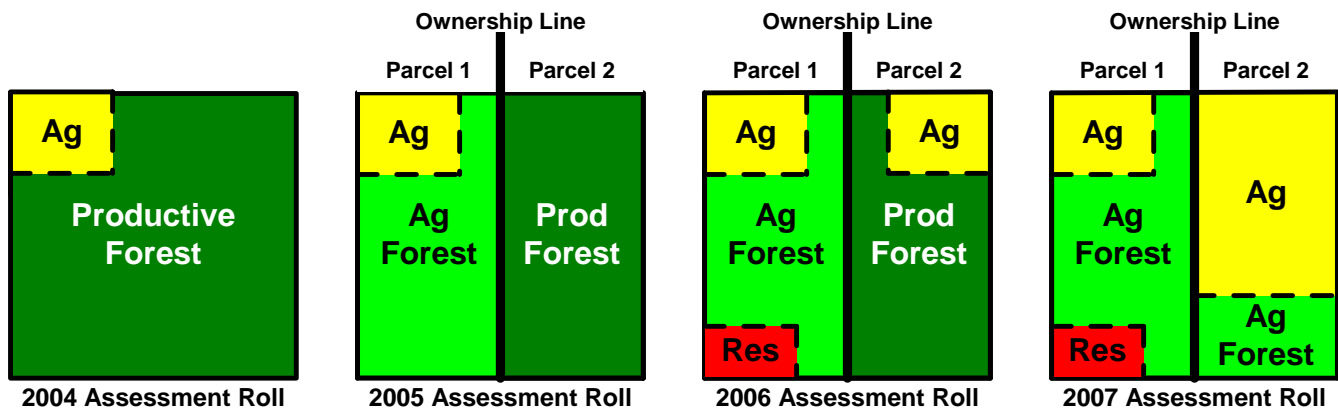 Ag
Productive
Forest
2004 Assessment Roll
Ownership Line
Parcel 1
Parcel 2
Ag
Ag
Forest
Prod
Forest
2005 Assessment Roll
Ownership Line
Parcel 1
Parcel 2
Ag
Ag
Ag
Forest
Prod
Forest
Res
2006 Assessment Roll
Ownership Line
Parcel 1
Parcel 2
Ag
Ag
Forest
Ag
Res
Ag
Forest
2007 Assessment Roll